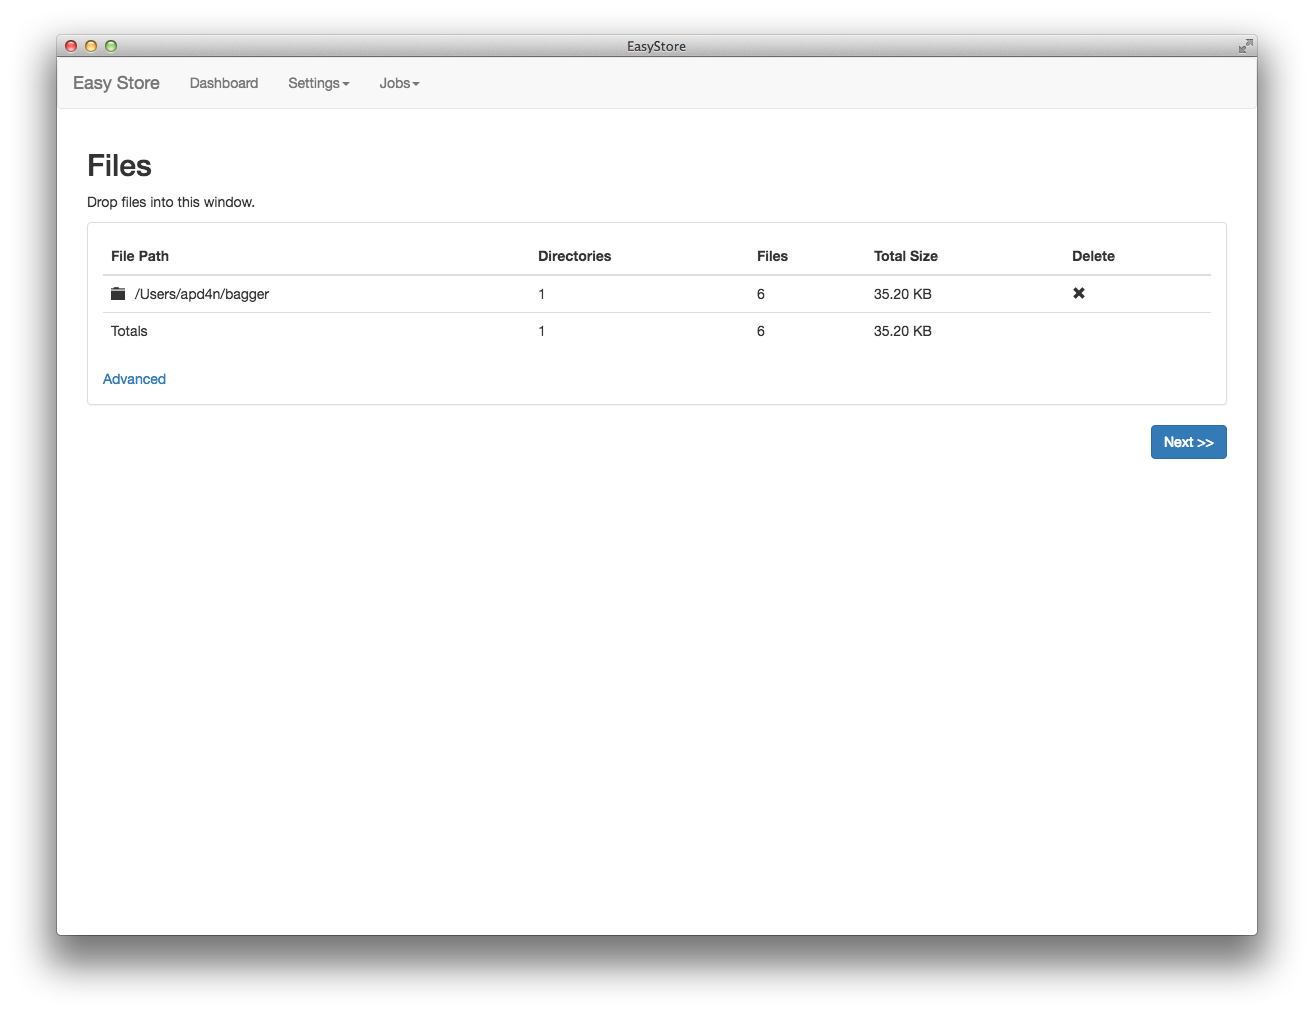 EasyStore
Easy Store Dashboard Settings Jobs
Files
Drop files into this window.
File Path Directories Files Total Size Delete
/Users/apd4n/bagger 1 6 35.20 KB
Totals 1 6 35.20 KB
Advanced
Next >>